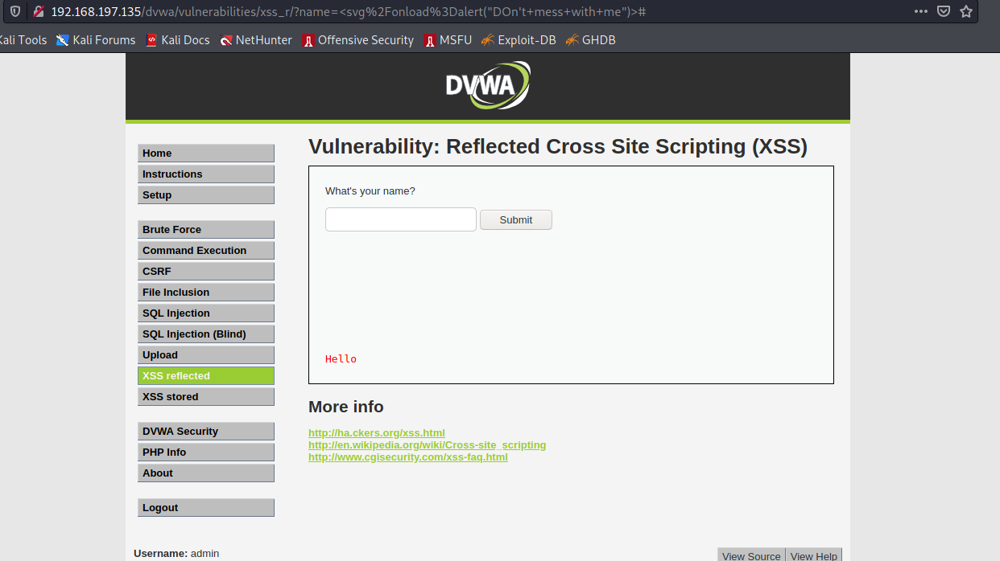 192.168.197.135/dvwa/vulnerabilities/xss_r/?name=<svg%2Fonload%3Dalert("DOn't+mess+with+me")>#
Kali Tools Kali Forums Kali Docs NetHunter Offensive Security MSFU Exploit-DB GHDB
DVWA
Home
Instructions
Setup
Brute Force
Command Execution
CSRF
File Inclusion
SQL Injection
SQL Injection (Blind)
Upload
XSS reflected
XSS stored
DVWA Security
PHP Info
About
Logout
Vulnerability: Reflected Cross Site Scripting (XSS)
What's your name?
Submit
Hello
More info
http://ha.ckers.org/xss.html
http://en.wikipedia.org/wiki/Cross-site_scripting
http://www.cgisecurity.com/xss-faq.html
Username: admin
View Source View Help